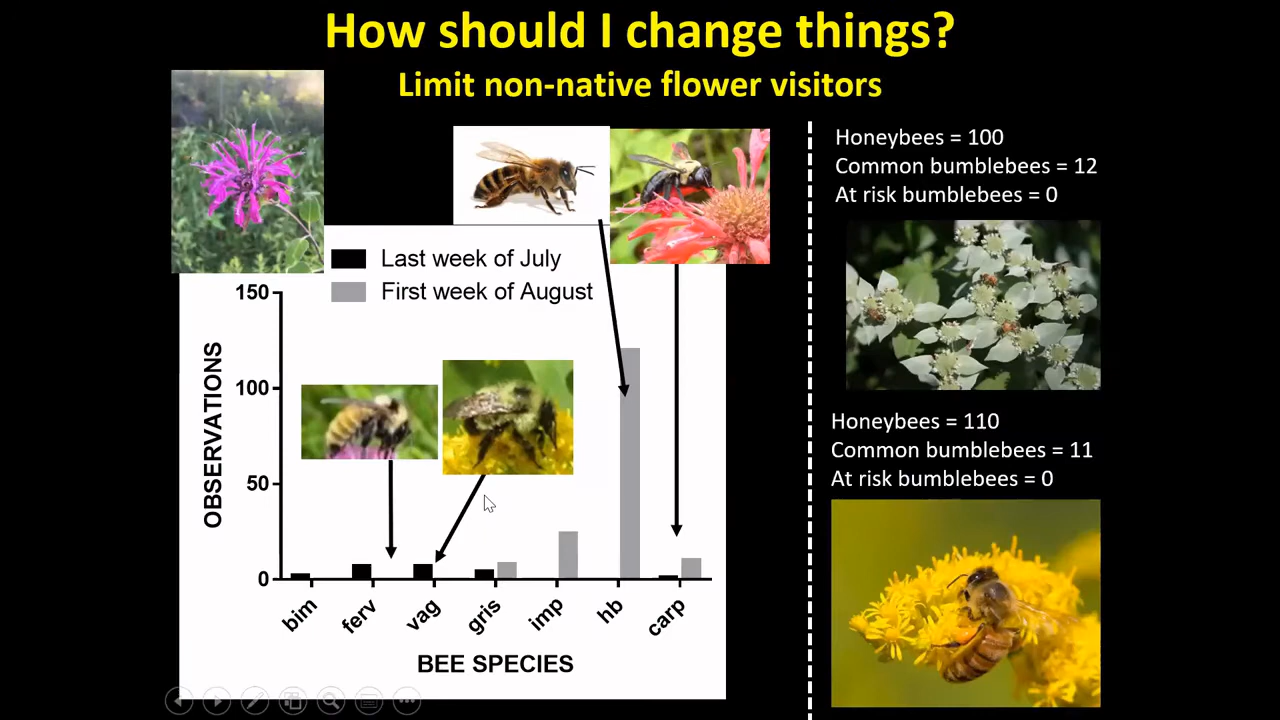 How should I change things?
Limit non-native flower visitors
Last week of July
First week of August
150
100
50
0
OBSERVATIONS
bim
ferv
vag
gris
imp
hb
carp
BEE SPECIES
Honeybees = 100
Common bumblebees = 12
At risk bumblebees = 0
Honeybees = 110
Common bumblebees = 11
At risk bumblebees = 0